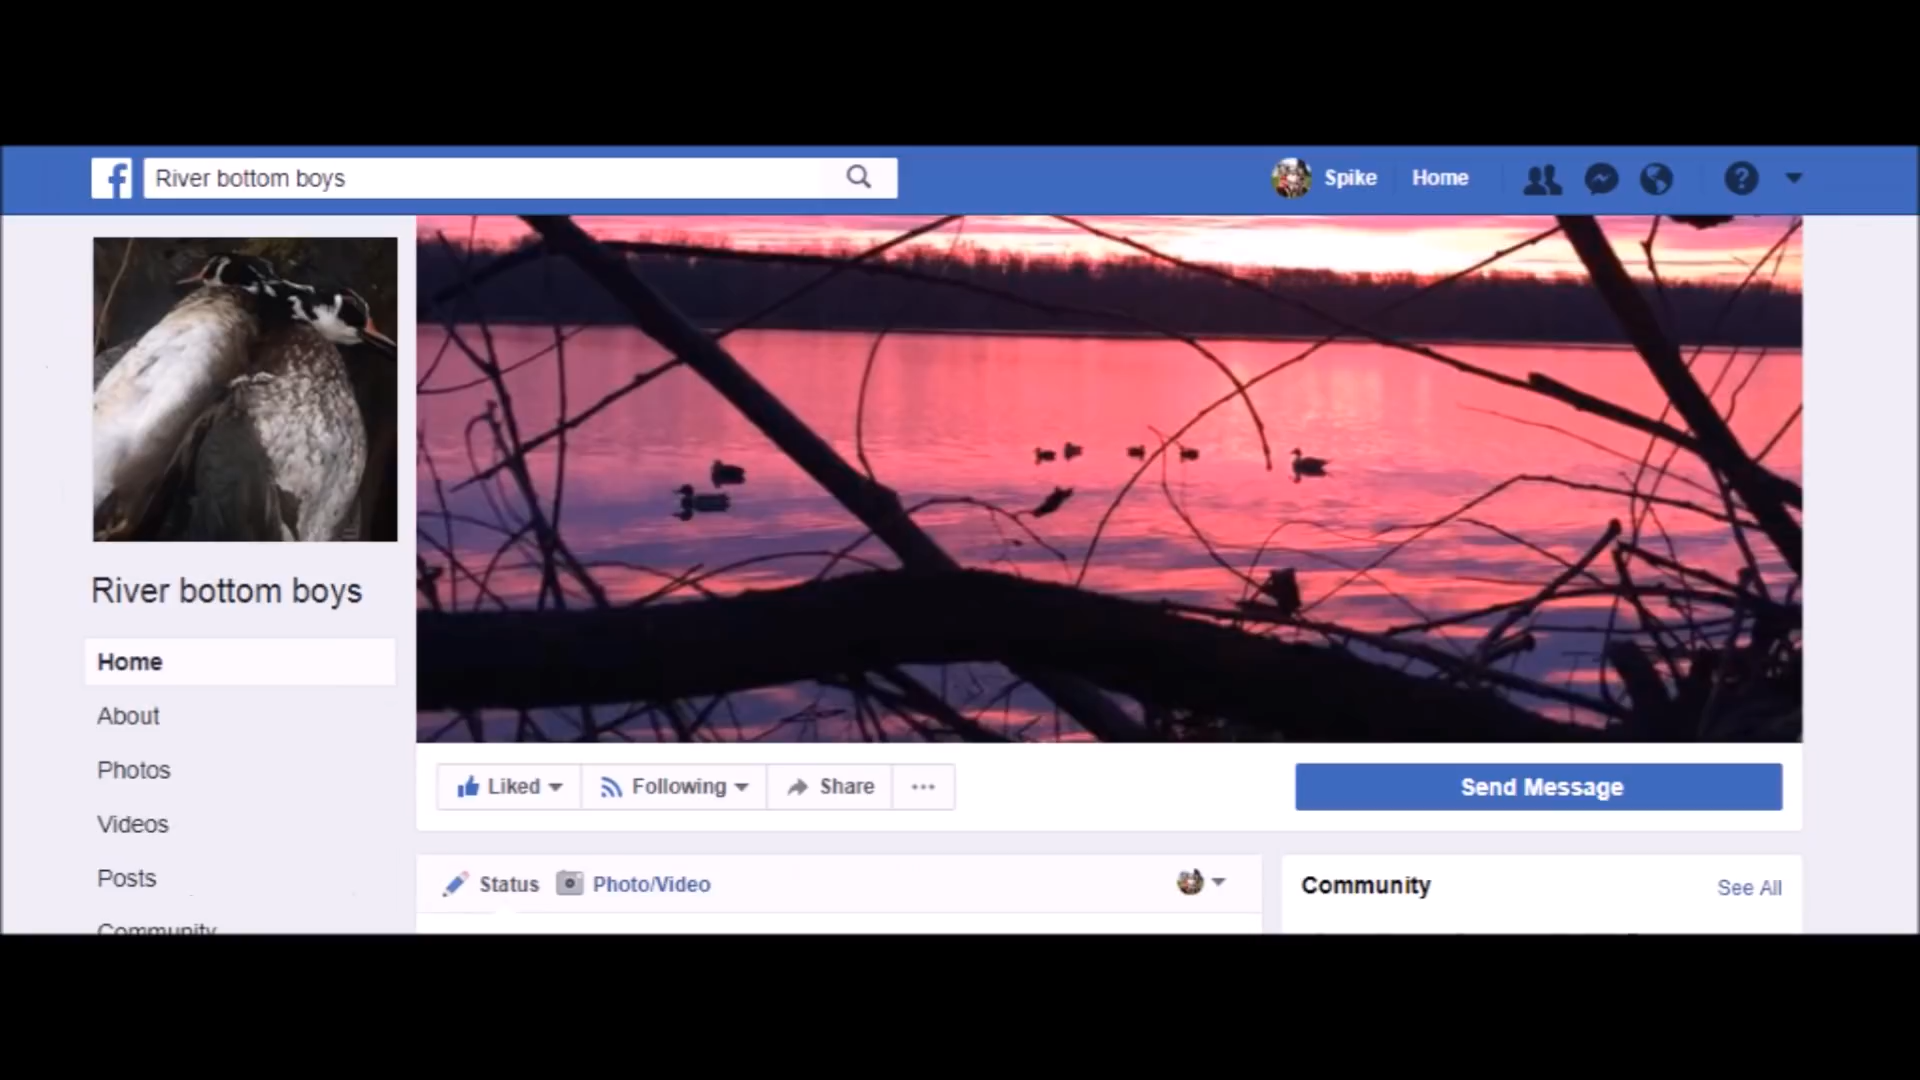 River bottom boys
Spike
Home
River bottom boys
Home
About
Photos
Videos
Posts
Community
Liked
Following
Share
Send Message
Status
Photo/Video
Community
See All